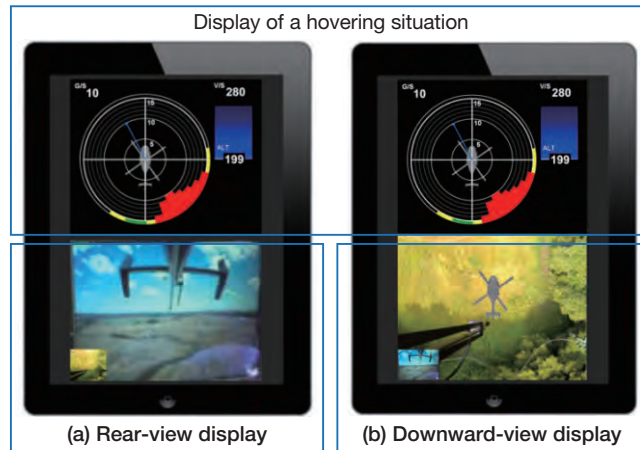 Display of a hovering situation
G/S
10
V/S
280
15
10
5
ALT
199
G/S
10
V/S
280
15
10
5
ALT
199
(a) Rear-view display
(b) Downward-view display